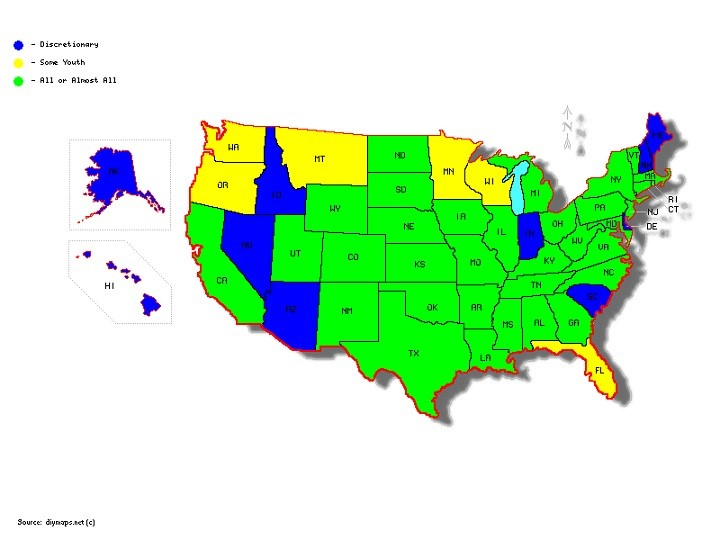 - Discretionary
- Some Youth
- All or Almost All
WA
MT
ND
MN
WI
MI
VT
ME
NH
MA
NY
RI
CT
OR
ID
SD
WY
IA
NE
IL
IN
OH
PA
NJ
MD
DE
AK
NV
UT
CO
KS
MO
KY
WV
VA
CA
HI
AZ
NM
OK
AR
TN
NC
SC
TX
LA
MS
AL
GA
FL
N
N
Source: diymaps.net (c)